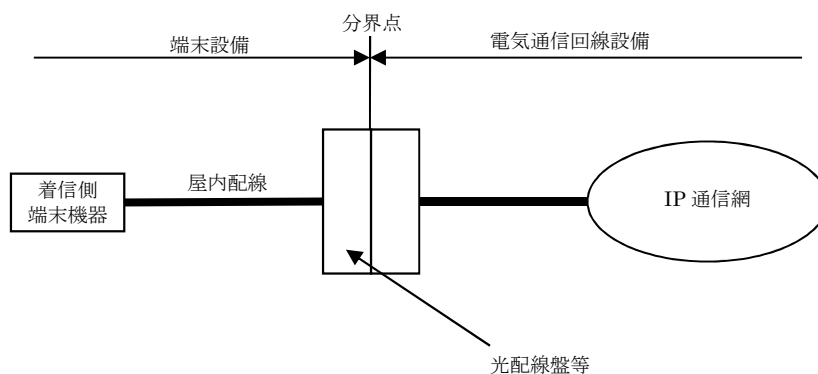 分界点
端末設備
電気通信回線設備
着信側
端末機器
屋内配線
IP 通信網
光配線盤等